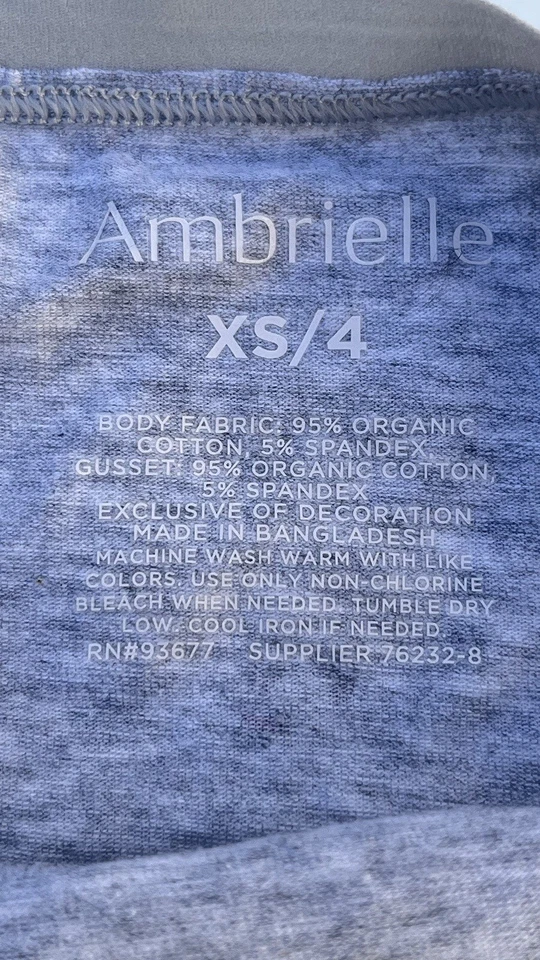 Ambrielle
XS/4
BODY FABRIC: 95% ORGANIC
COTTON, 5% SPANDEX
GUSSET: 95% ORGANIC COTTON,
5% SPANDEX
EXCLUSIVE OF DECORATION
MADE IN BANGLADESH
MACHINE WASH WARM WITH LIKE
COLORS. USE ONLY NON-CHLORINE
BLEACH WHEN NEEDED. TUMBLE DRY
LOW. COOL IRON IF NEEDED
RN#93677 SUPPLIER 76232-8